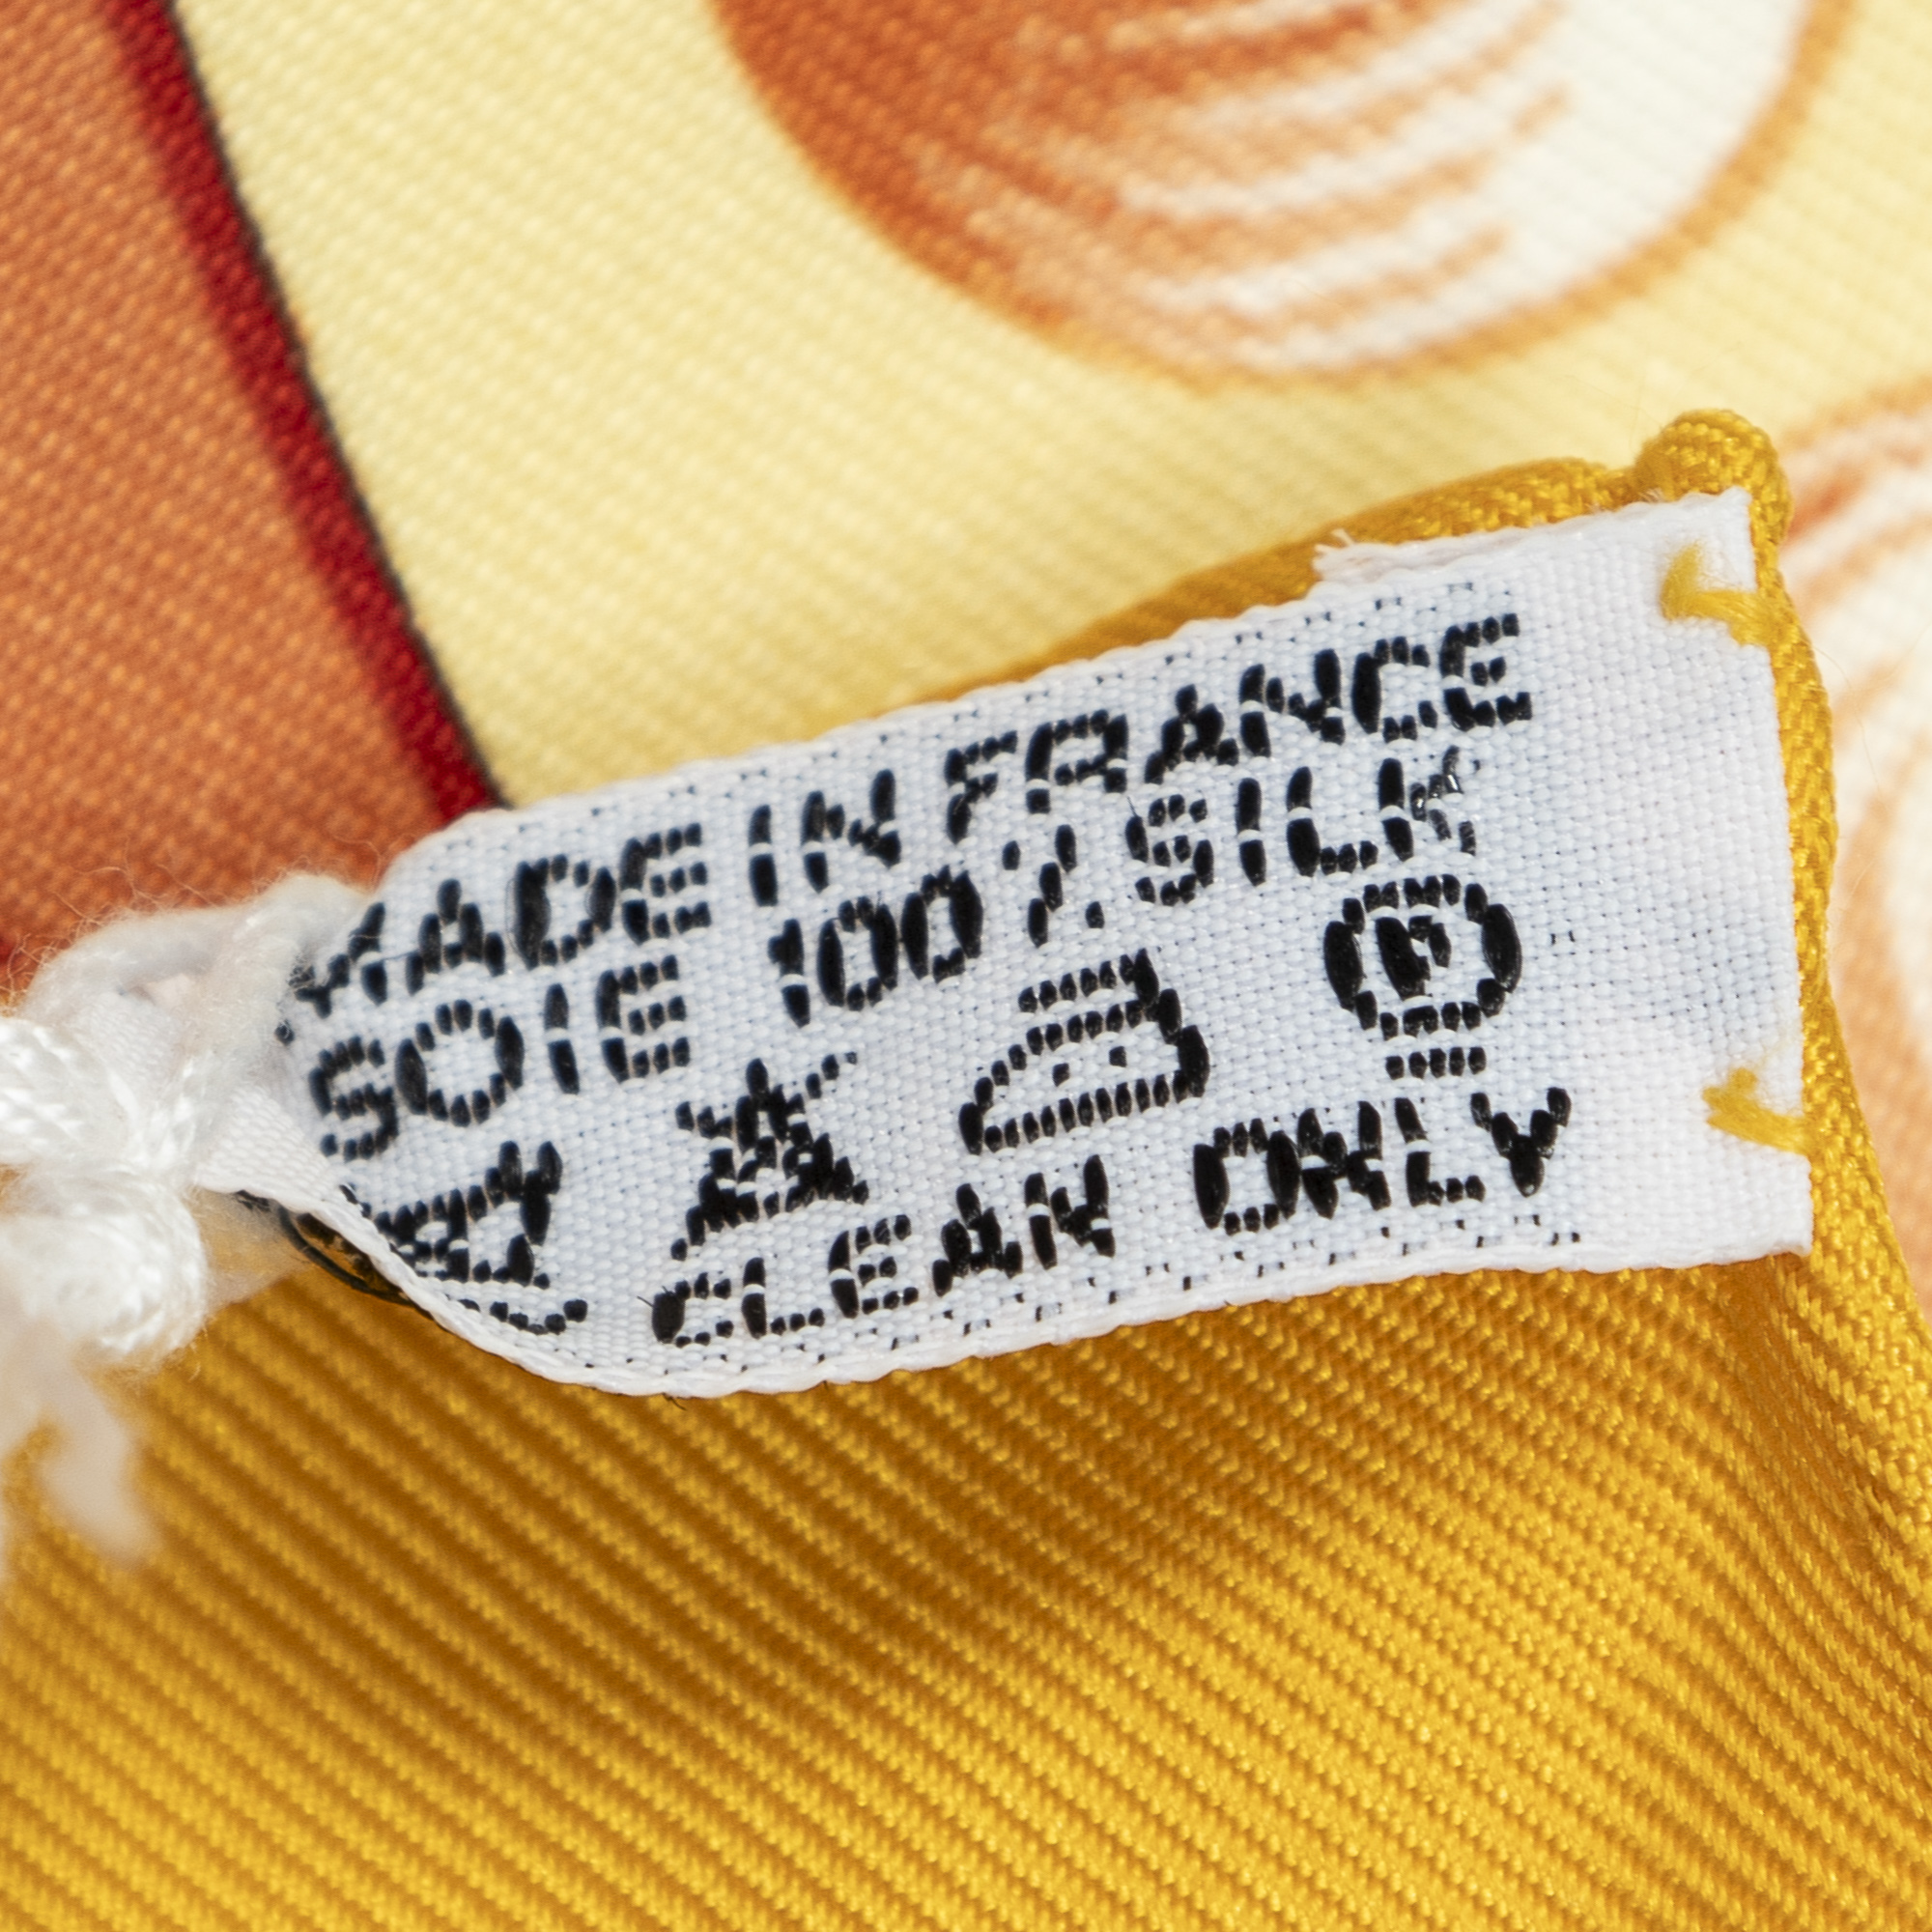 MADE IN FRANCE
SOIE 100% SILK
P
CLEAN ONLY